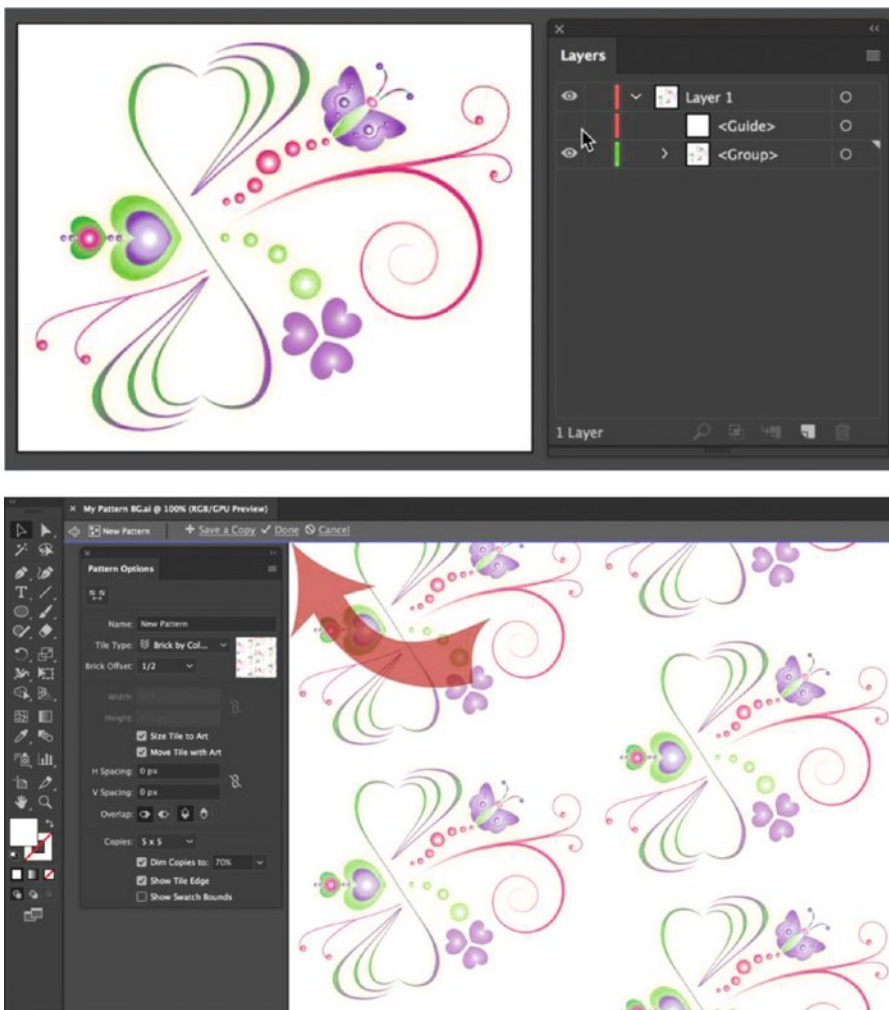 Layers
Layer 1
<Guide>
<Group>
1 Layer
× My Pattern BG.ai @ 100% (RGB/GPU Preview)
New Pattern + Save a Copy ✓ Done Cancel
Pattern Options
Name: New Pattern
Tile Type: Brick by Col...
Brick Offset: 1/2
Width:
Height:
Size Tile to Art
Move Tile with Art
H Spacing: 0 px
V Spacing: 0 px
Overlap:
Copies: 5 x 5
Dim Copies to: 70%
Show Tile Edge
Show Swatch Bounds